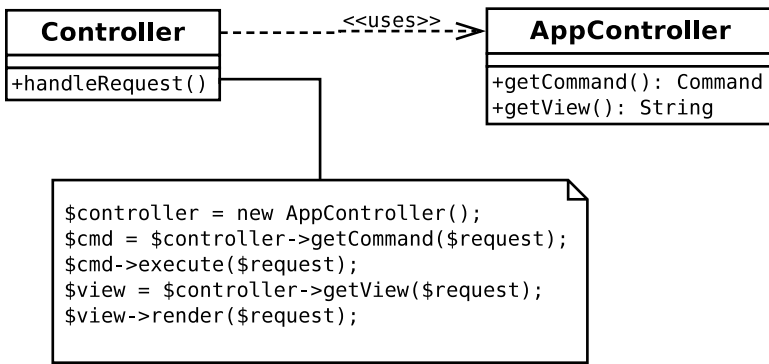 Controller
<<uses>>
AppController
+handleRequest()
+getCommand(): Command
+getView(): String
$controller = new AppController();
$cmd = $controller->getCommand($request);
$cmd->execute($request);
$view = $controller->getView($request);
$view->render($request);